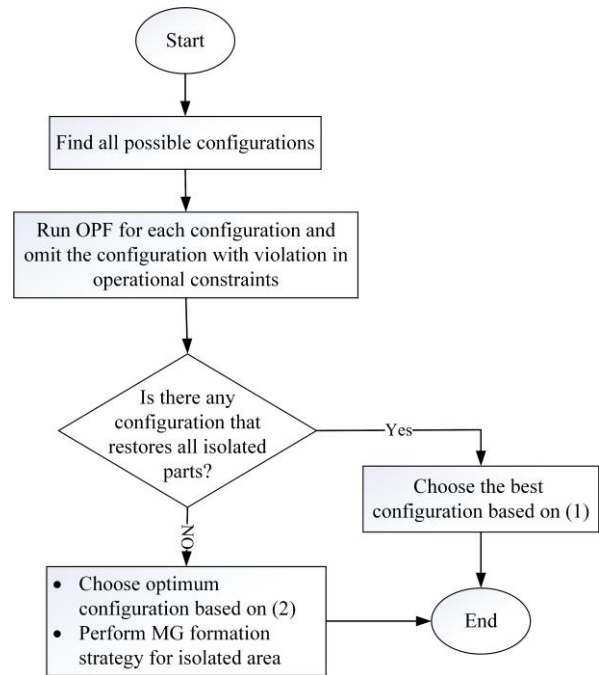 Start
Find all possible configurations
Run OPF for each configuration and
omit the configuration with violation in
operational constraints
Is there any
configuration that
restores all isolated
parts?
Yes
Choose the best
configuration based on (1)
NO
• Choose optimum
configuration based on (2)
• Perform MG formation
strategy for isolated area
End